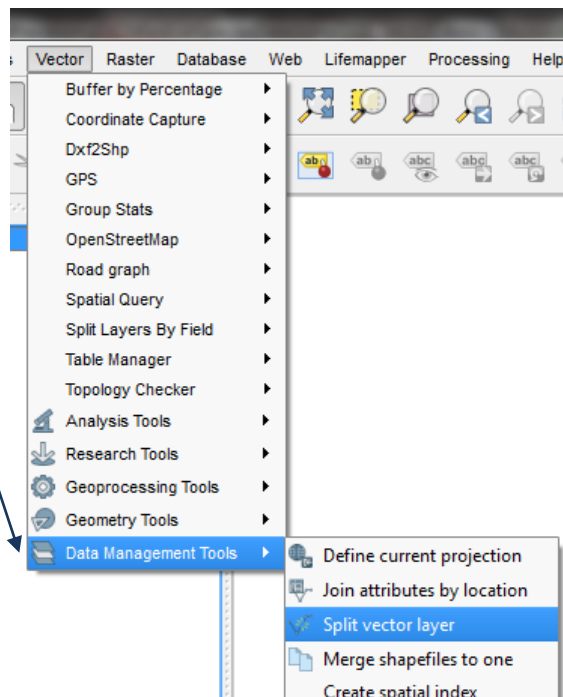 Vector Raster Database Web Lifemapper Processing Help
Buffer by Percentage
Coordinate Capture
Dxf2Shp
GPS
Group Stats
OpenStreetMap
Road graph
Spatial Query
Split Layers By Field
Table Manager
Topology Checker
Analysis Tools
Research Tools
Geoprocessing Tools
Geometry Tools
Data Management Tools
Define current projection
Join attributes by location
Split vector layer
Merge shapefiles to one
Create spatial index